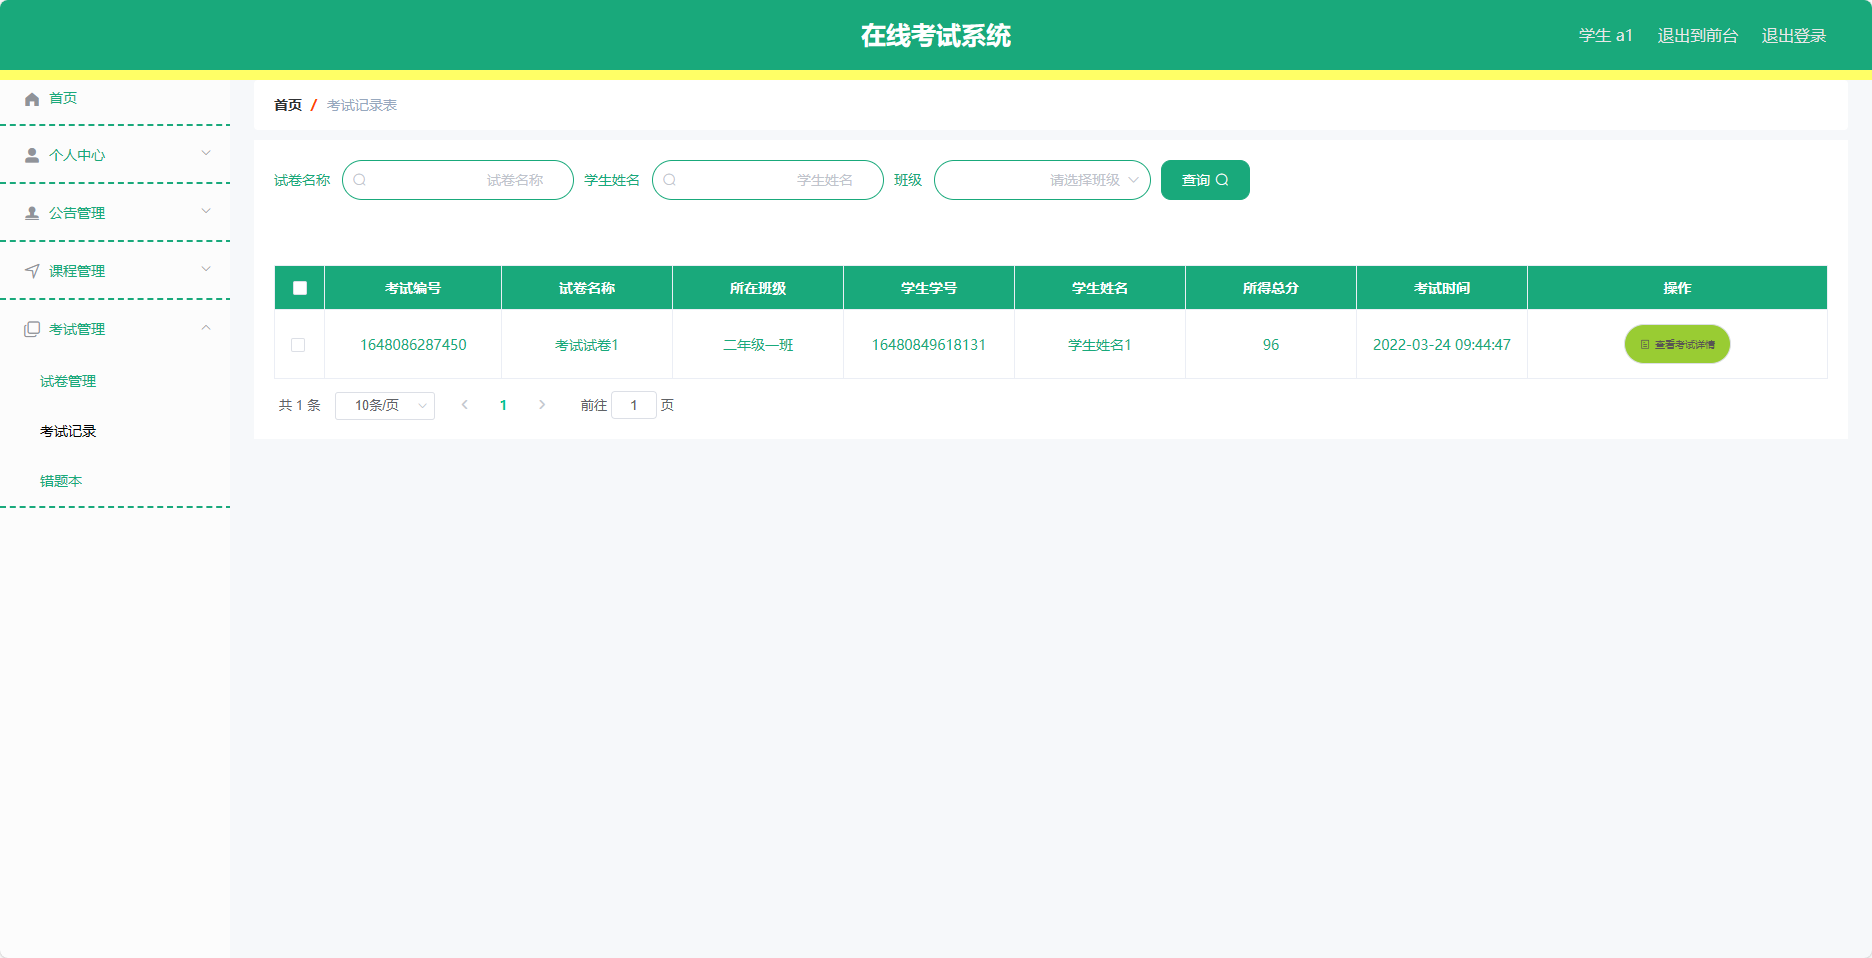 在线考试系统
学生 a1 退出到前台 退出登录
首页
个人中心
公告管理
课程管理
考试管理
试卷管理
考试记录
错题本
首页 / 考试记录表
试卷名称 试卷名称 学生姓名 学生姓名 班级 请选择班级 查询
考试编号 试卷名称 所在班级 学生学号 学生姓名 所得总分 考试时间 操作
1648086287450 考试试卷1 二年级一班 16480849618131 学生姓名1 96 2022-03-24 09:44:47 查看考试详情
共 1 条 10条/页 1 前往 1 页